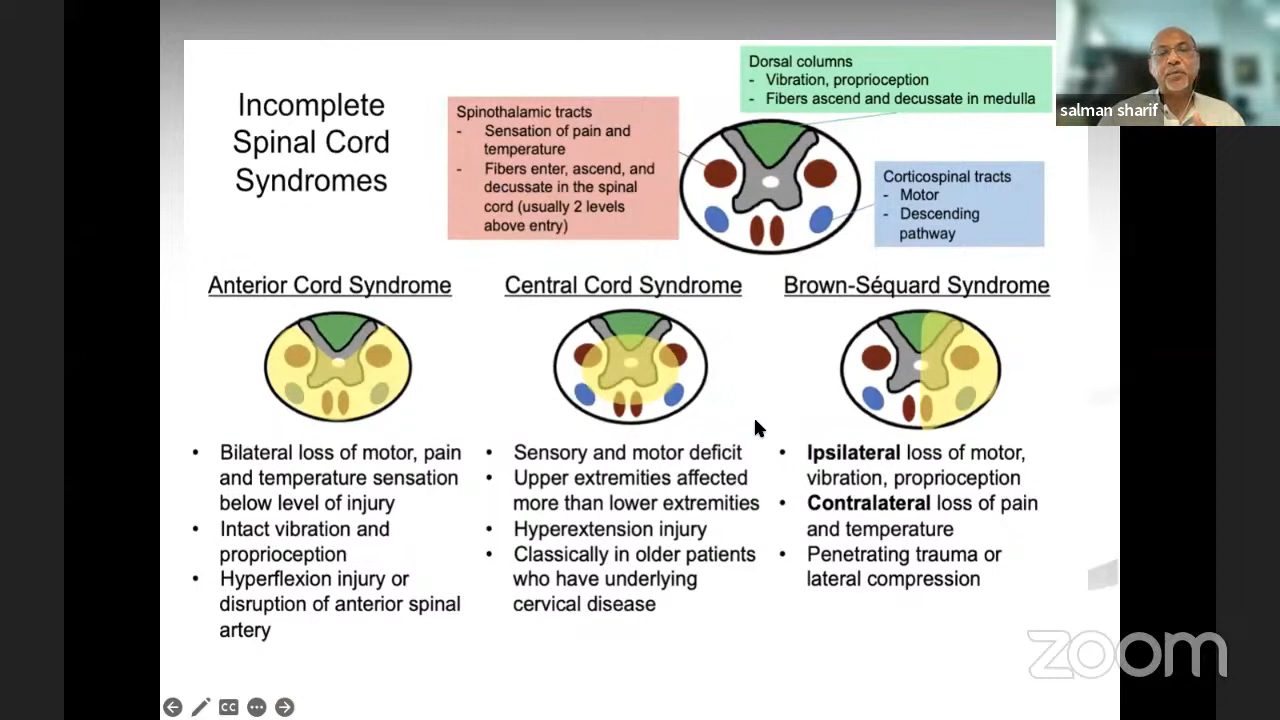 Incomplete
Spinal Cord
Syndromes
Spinothalamic tracts
- Sensation of pain and
temperature
- Fibers enter, ascend, and
decussate in the spinal
cord (usually 2 levels
above entry)
Dorsal columns
- Vibration, proprioception
- Fibers ascend and decussate in medulla
Corticospinal tracts
- Motor
- Descending
pathway
salman sharif
Anterior Cord Syndrome
• Bilateral loss of motor, pain
and temperature sensation
below level of injury
• Intact vibration and
proprioception
• Hyperflexion injury or
disruption of anterior spinal
artery
Central Cord Syndrome
• Sensory and motor deficit
• Upper extremities affected
more than lower extremities
• Hyperextension injury
• Classically in older patients
who have underlying
cervical disease
Brown-Séquard Syndrome
• Ipsilateral loss of motor,
vibration, proprioception
• Contralateral loss of pain
and temperature
• Penetrating trauma or
lateral compression
zoom
CC